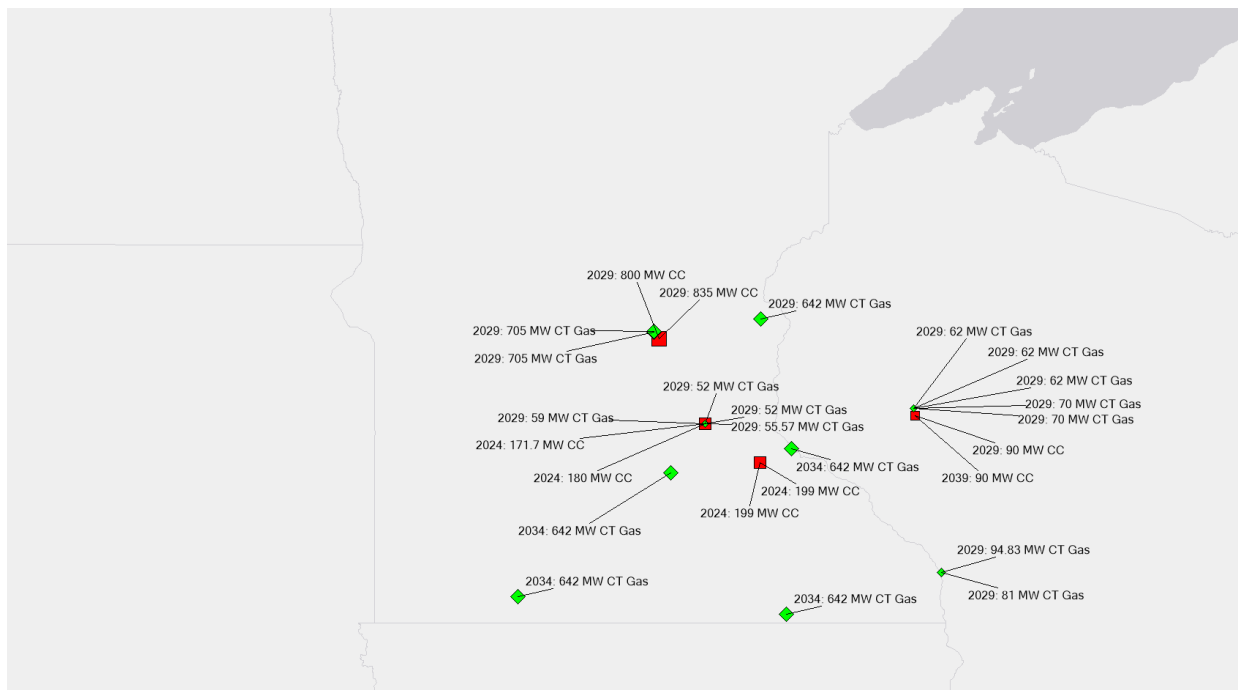 2029: 800 MW CC
2029: 835 MW CC
2029: 642 MW CT Gas
2029: 705 MW CT Gas
2029: 705 MW CT Gas
2029: 62 MW CT Gas
2029: 62 MW CT Gas
2029: 62 MW CT Gas
2029: 70 MW CT Gas
2029: 70 MW CT Gas
2029: 52 MW CT Gas
2029: 52 MW CT Gas
2029: 59 MW CT Gas
2029: 55.57 MW CT Gas
2024: 171.7 MW CC
2024: 180 MW CC
2029: 90 MW CC
2039: 90 MW CC
2034: 642 MW CT Gas
2024: 199 MW CC
2024: 199 MW CC
2034: 642 MW CT Gas
2029: 94.83 MW CT Gas
2029: 81 MW CT Gas
2034: 642 MW CT Gas
2034: 642 MW CT Gas